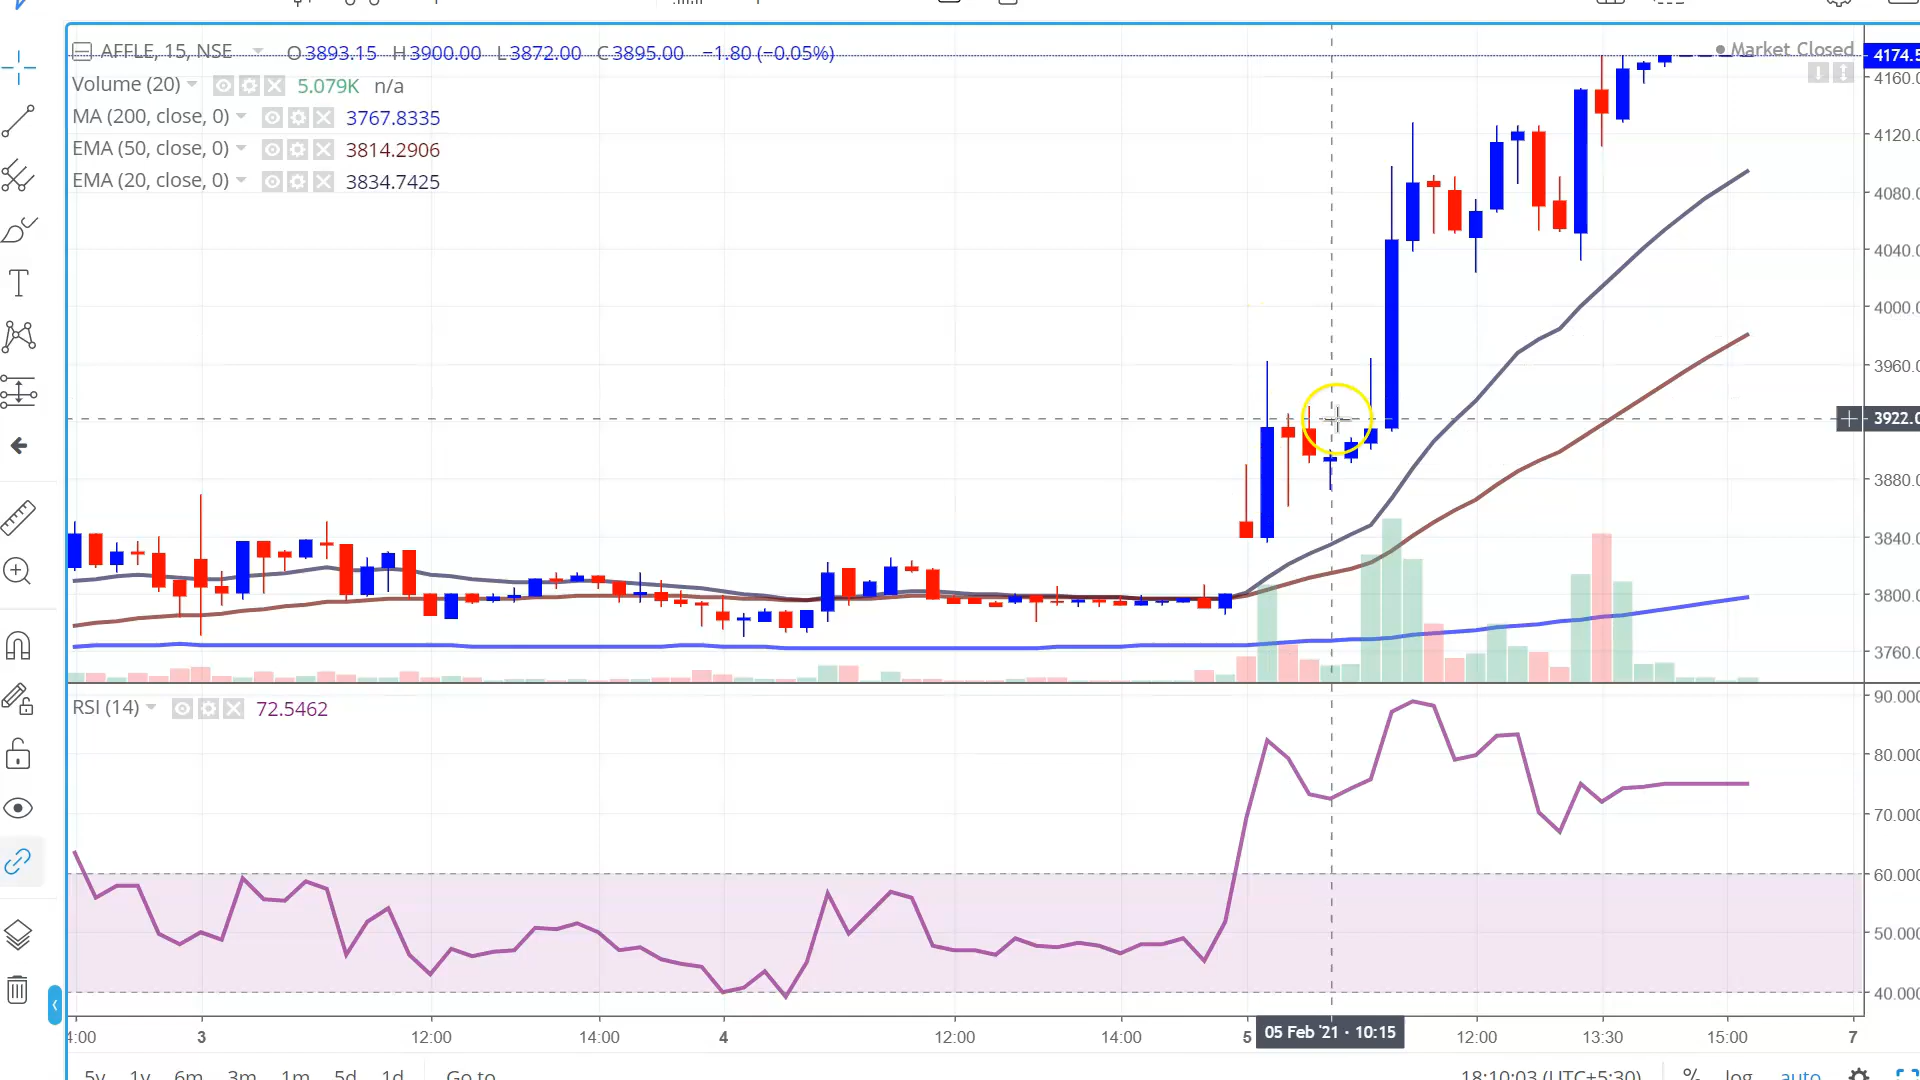 AFFLE, 15, NSE O3893.15 H3900.00 L3872.00 C3895.00 −1.80 (−0.05%)
Market Closed
4174.5
Volume (20) 5.079K n/a
4160.0
MA (200, close, 0) 3767.8335
4120.0
EMA (50, close, 0) 3814.2906
EMA (20, close, 0) 3834.7425
4080.0
4040.0
4000.0
3960.0
3922.0
3880.0
3840.0
3800.0
3760.0
RSI (14) 72.5462
90.000
80.000
70.000
60.000
50.000
40.000
4:00 3 12:00 14:00 4 12:00 14:00 5 05 Feb '21 · 10:15 12:00 13:30 15:00 7
5y 1y 6m 3m 1m 5d 1d Go to 18:10:03 (UTC+5:30) % log auto